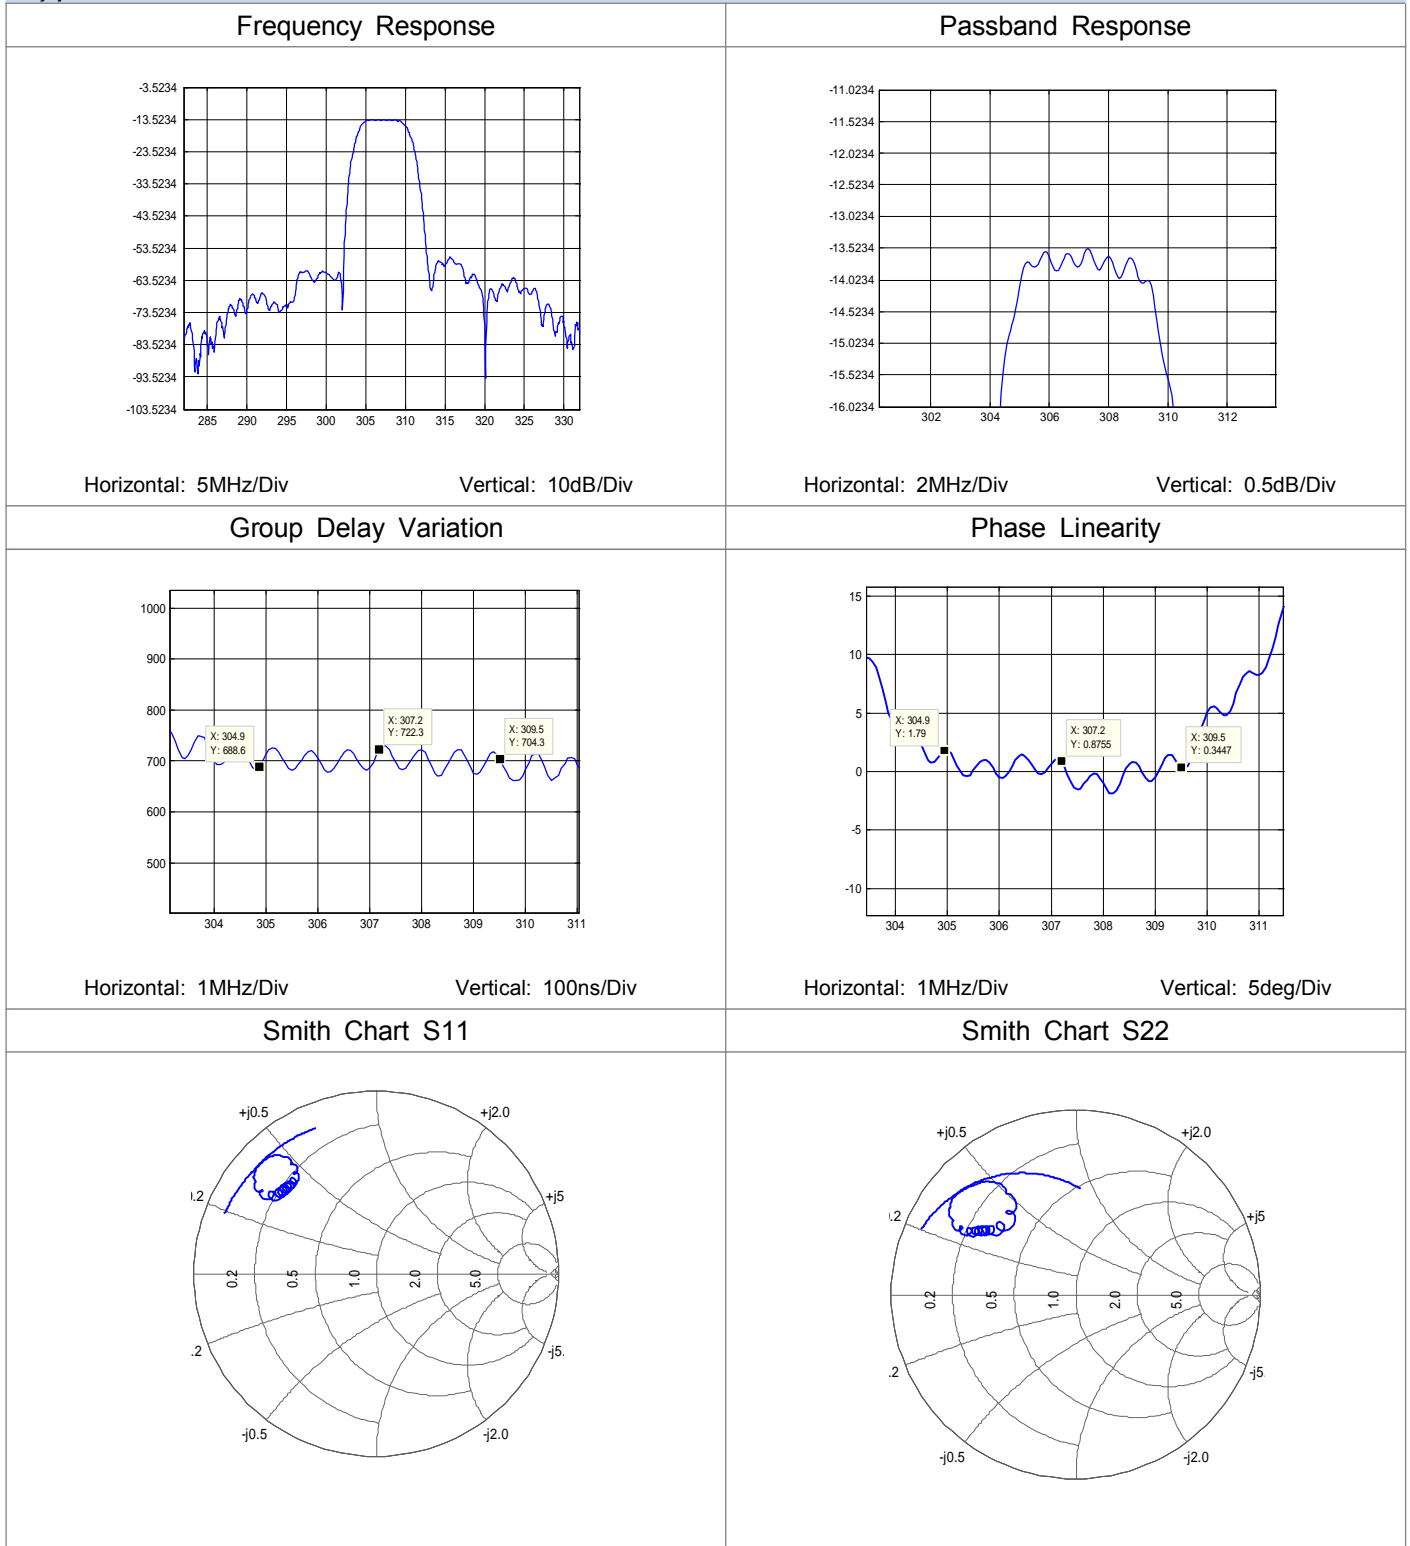 Frequency Response
Passband Response
-3.5234
-13.5234
-23.5234
-33.5234
-43.5234
-53.5234
-63.5234
-73.5234
-83.5234
-93.5234
-103.5234
285 290 295 300 305 310 315 320 325 330
Horizontal: 5MHz/Div Vertical: 10dB/Div
-11.0234
-11.5234
-12.0234
-12.5234
-13.0234
-13.5234
-14.0234
-14.5234
-15.0234
-15.5234
-16.0234
302 304 306 308 310 312
Horizontal: 2MHz/Div Vertical: 0.5dB/Div
Group Delay Variation
Phase Linearity
1000
900
800
700
600
500
X: 304.9
Y: 688.6
X: 307.2
Y: 722.3
X: 309.5
Y: 704.3
304 305 306 307 308 309 310 311
Horizontal: 1MHz/Div Vertical: 100ns/Div
15
10
5
0
-5
-10
X: 304.9
Y: 1.79
X: 307.2
Y: 0.8755
X: 309.5
Y: 0.3447
304 305 306 307 308 309 310 311
Horizontal: 1MHz/Div Vertical: 5deg/Div
Smith Chart S11
Smith Chart S22
+j0.5
+j2.0
).2
+j5
0.2 0.5 1.0 2.0 5.0
.2
-j5.
-j0.5
-j2.0
+j0.5
+j2.0
).2
+j5
0.2 0.5 1.0 2.0 5.0
.2
-j5.
-j0.5
-j2.0